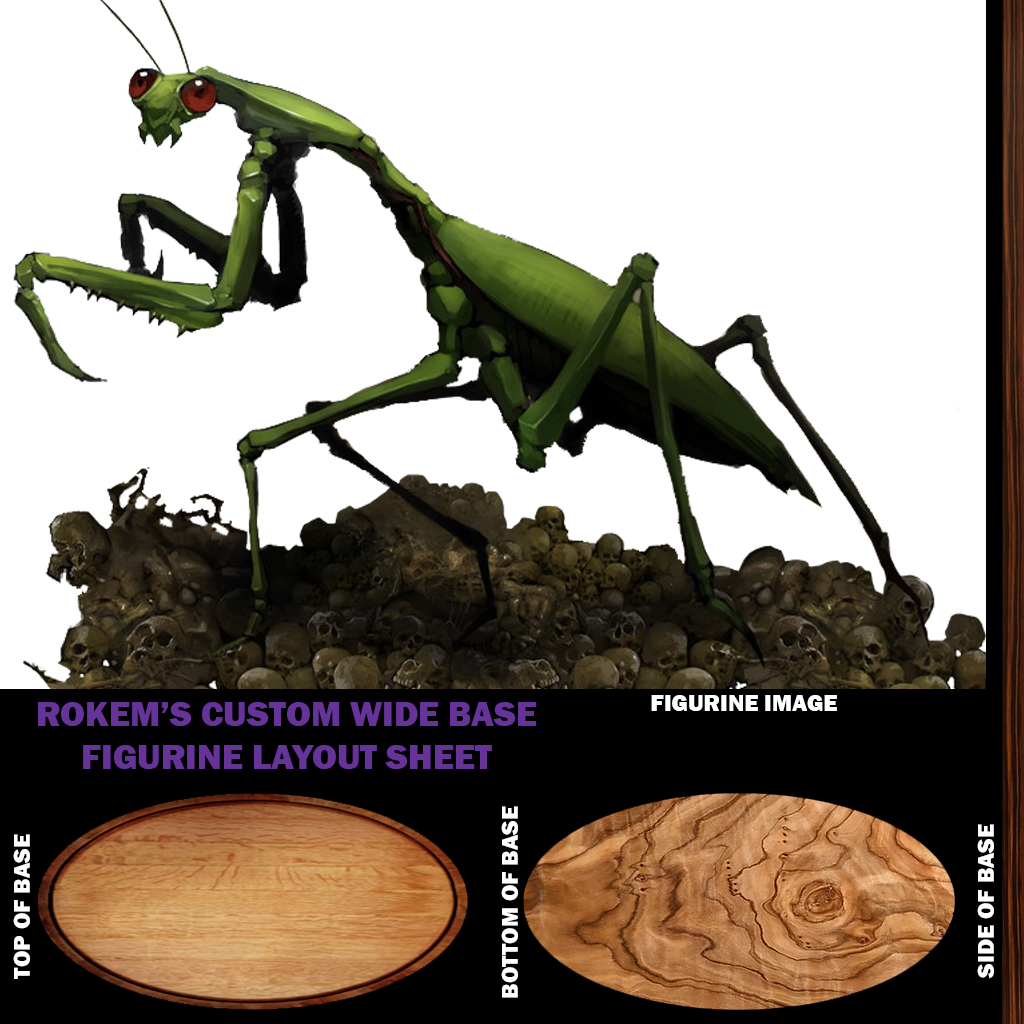 FIGURINE IMAGE
ROKEM'S CUSTOM WIDE BASE
FIGURINE LAYOUT SHEET
TOP OF BASE
BOTTOM OF BASE
SIDE OF BASE